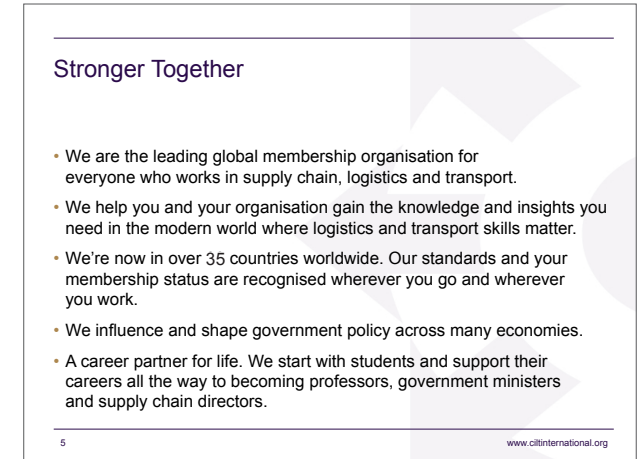 Stronger Together
• We are the leading global membership organisation for
everyone who works in supply chain, logistics and transport.
• We help you and your organisation gain the knowledge and insights you
need in the modern world where logistics and transport skills matter.
• We're now in over 35 countries worldwide. Our standards and your
membership status are recognised wherever you go and wherever
you work.
• We influence and shape government policy across many economies.
• A career partner for life. We start with students and support their
careers all the way to becoming professors, government ministers
and supply chain directors.
5 www.ciltinternational.org